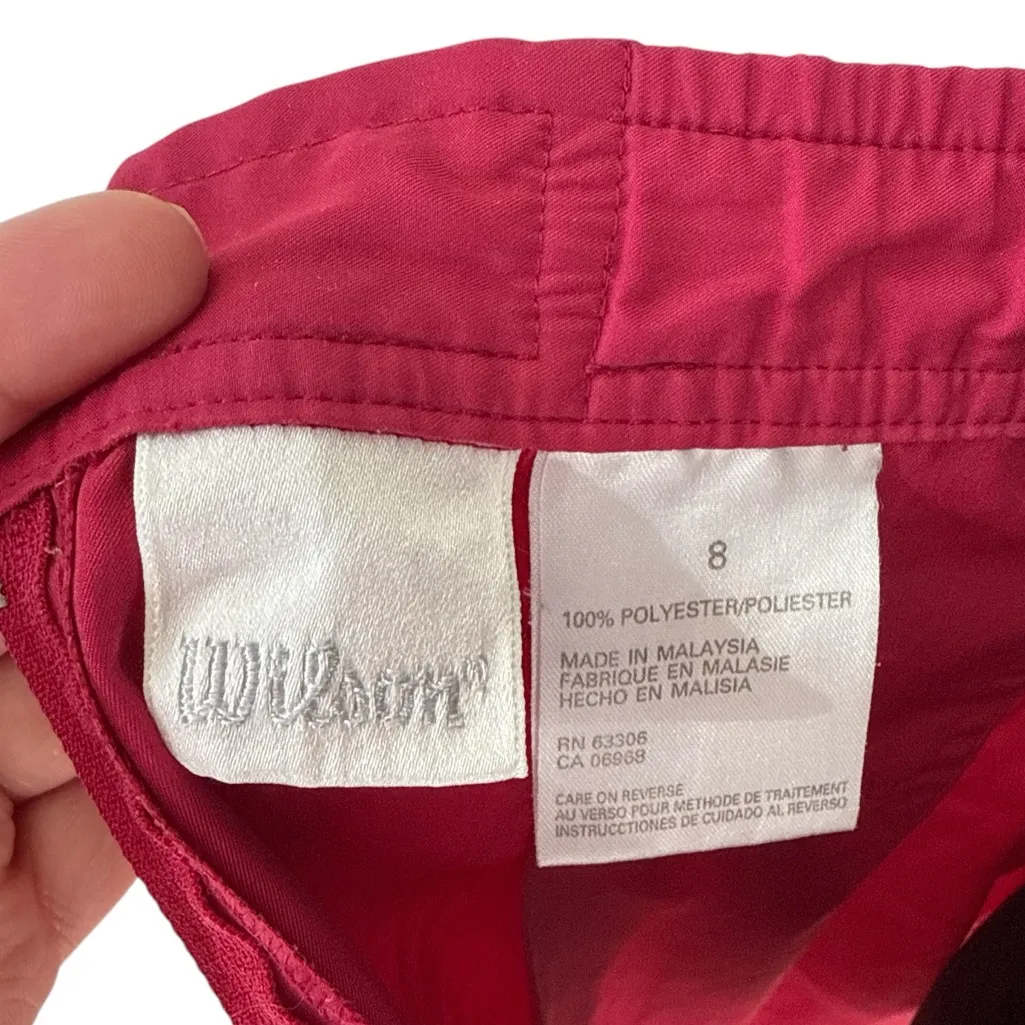 Wilson
8
100% POLYESTER/POLIESTER
MADE IN MALAYSIA
FABRIQUE EN MALASIE
HECHO EN MALISIA
RN 63306
CA 06968
CARE ON REVERSE
AU VERSO POUR METHODE DE TRAITEMENT
INSTRUCCTIONES DE CUIDADO AL REVERSO